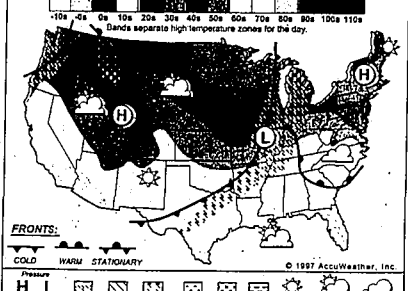 -10s -0s 0s 10s 20s 30s 40s 50s 60s 70s 80s 90s 100s 110s
Bands separate high temperature zones for the day.
H
H
L
FRONTS:
COLD WARM STATIONARY
© 1997 AccuWeather, Inc.
Pressure
H L